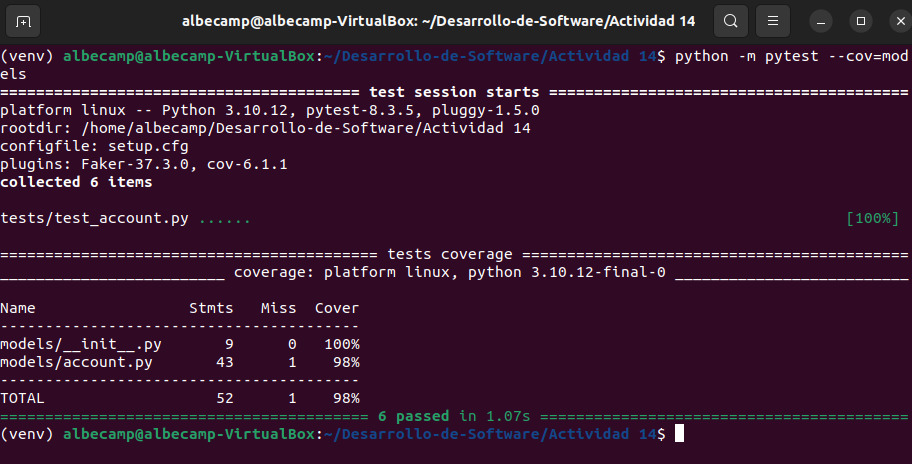 albecamp@albecamp-VirtualBox: ~/Desarrollo-de-Software/Actividad 14
(venv) albecamp@albecamp-VirtualBox:~/Desarrollo-de-Software/Actividad 14$ python -m pytest --cov=mod
els
======================================== test session starts ========================================
platform linux -- Python 3.10.12, pytest-8.3.5, pluggy-1.5.0
rootdir: /home/albecamp/Desarrollo-de-Software/Actividad 14
configfile: setup.cfg
plugins: Faker-37.3.0, cov-6.1.1
collected 6 items

tests/test_account.py ...... [100%]

========================================== tests coverage ===========================================
_________________________ coverage: platform linux, python 3.10.12-final-0 __________________________

Name                 Stmts   Miss  Cover
----------------------------------------
models/__init__.py       9      0   100%
models/account.py       43      1    98%
----------------------------------------
TOTAL                   52      1    98%
========================================= 6 passed in 1.07s =========================================
(venv) albecamp@albecamp-VirtualBox:~/Desarrollo-de-Software/Actividad 14$